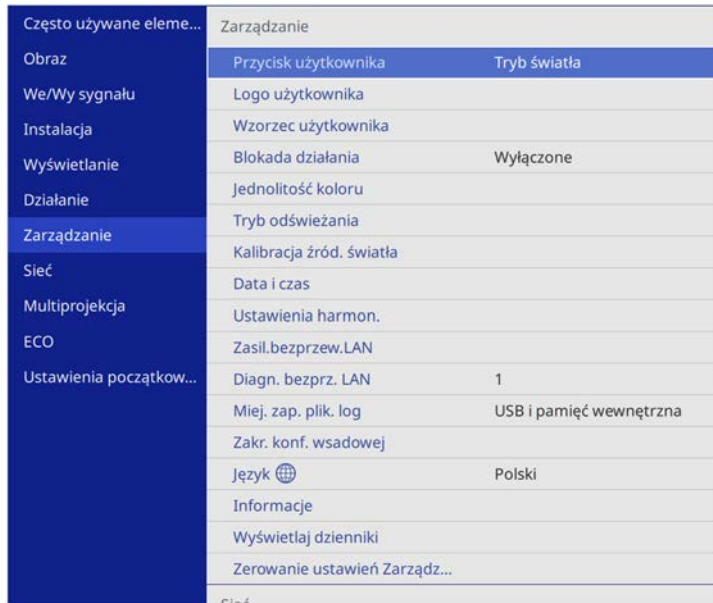 Często używane eleme...
Obraz
We/Wy sygnału
Instalacja
Wyświetlanie
Działanie
Zarządzanie
Sieć
Multiprojekcja
ECO
Ustawienia początkow...
Zarządzanie
Przycisk użytkownika Tryb światła
Logo użytkownika
Wzorzec użytkownika
Blokada działania Wyłączone
Jednolitość koloru
Tryb odświeżania
Kalibracja źród. światła
Data i czas
Ustawienia harmon.
Zasil.bezprzew.LAN
Diagn. bezprz. LAN 1
Miej. zap. plik. log USB i pamięć wewnętrzna
Zakr. konf. wsadowej
Język Polski
Informacje
Wyświetlaj dzienniki
Zerowanie ustawień Zarządz...
Sieć